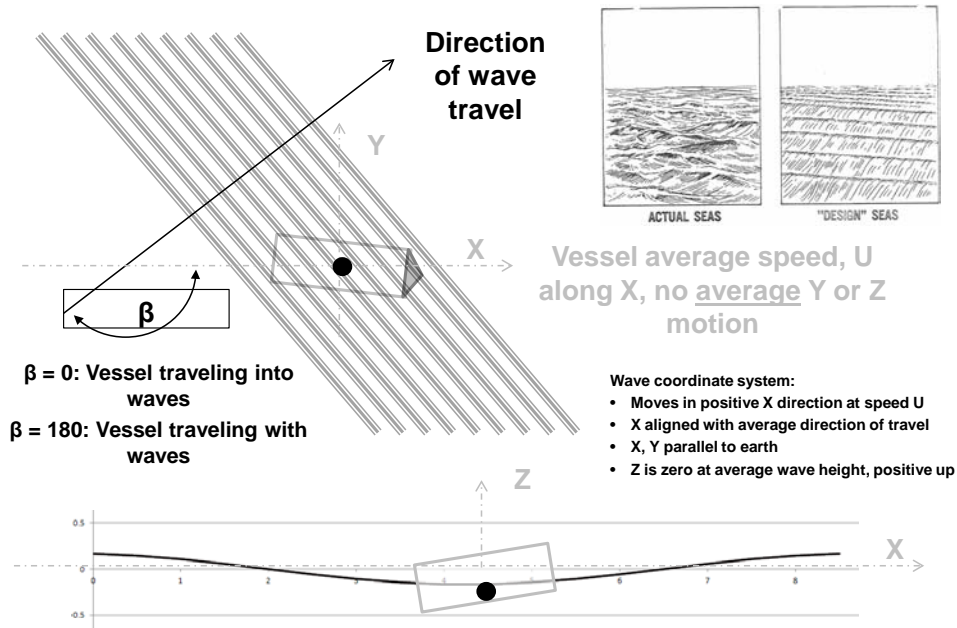 Direction
of wave
travel
Y
X
β
β = 0: Vessel traveling into
waves
β = 180: Vessel traveling with
waves
ACTUAL SEAS
"DESIGN" SEAS
Vessel average speed, U
along X, no average Y or Z
motion
Wave coordinate system:
• Moves in positive X direction at speed U
• X aligned with average direction of travel
• X, Y parallel to earth
• Z is zero at average wave height, positive up
Z
X
0.5
0
-0.5
0 1 2 3 4 5 6 7 8